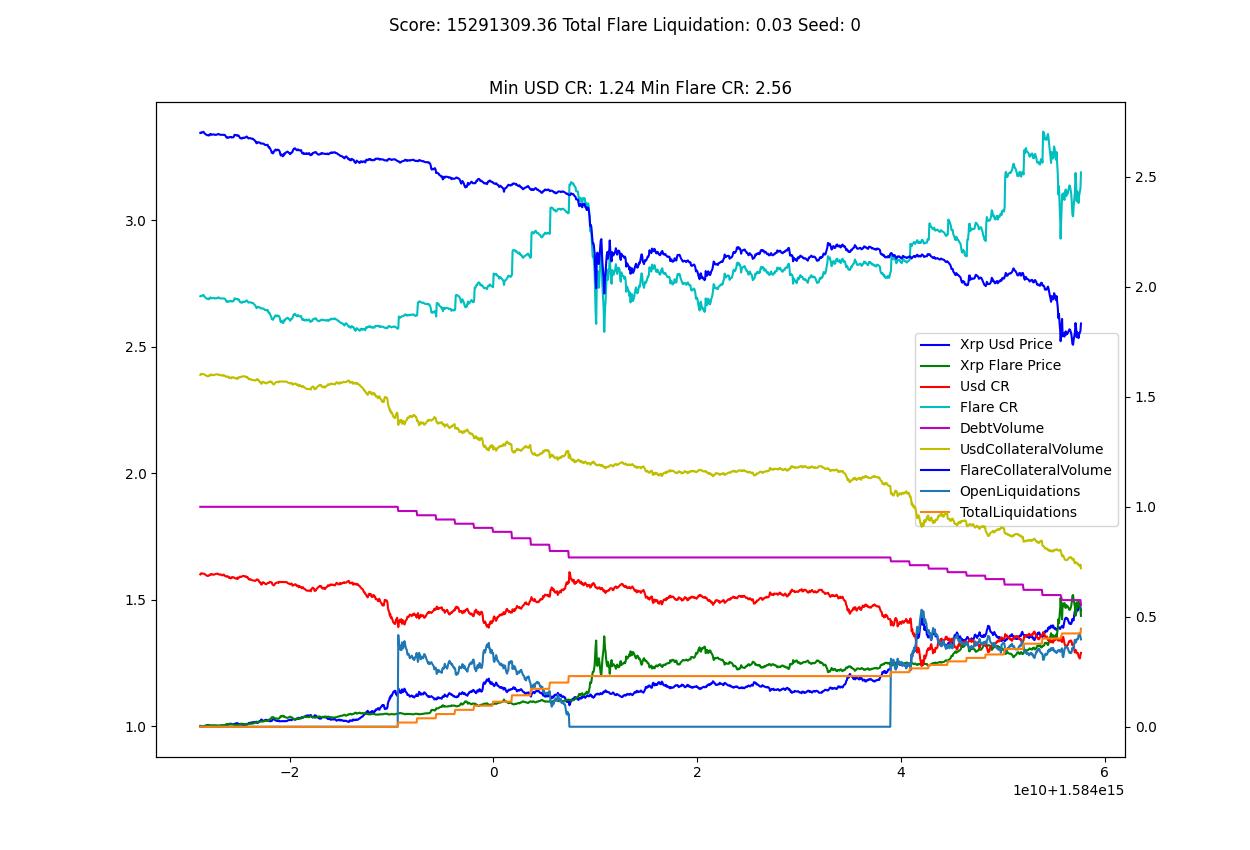 Score: 15291309.36 Total Flare Liquidation: 0.03 Seed: 0
Min USD CR: 1.24 Min Flare CR: 2.56
3.0
2.5
2.0
1.5
1.0
2.5
2.0
1.5
1.0
0.5
0.0
Xrp Usd Price
Xrp Flare Price
Usd CR
Flare CR
DebtVolume
UsdCollateralVolume
FlareCollateralVolume
OpenLiquidations
TotalLiquidations
−2 0 2 4 6
1e10+1.584e15